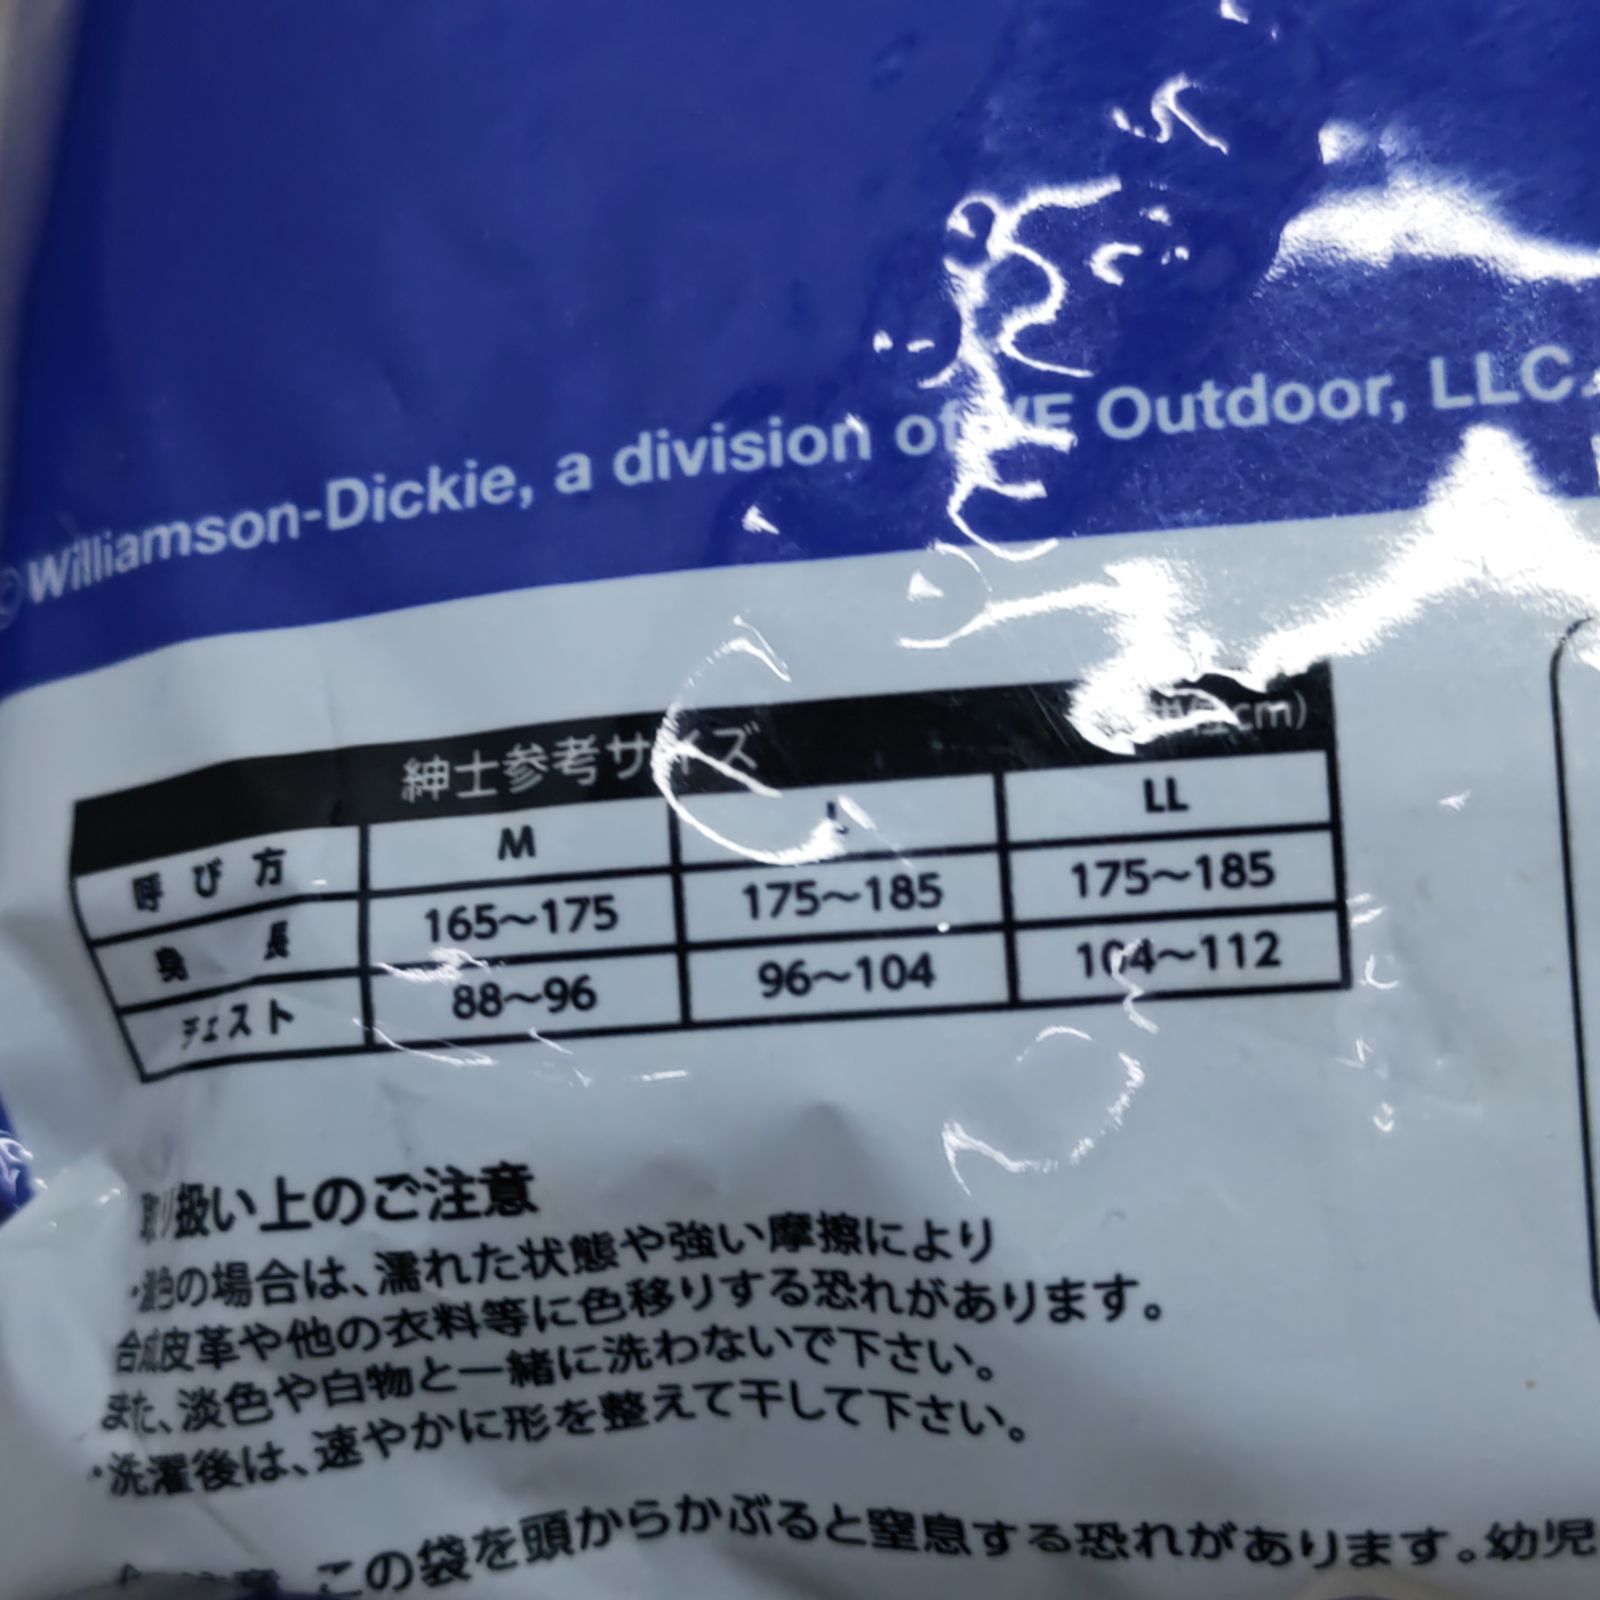 ©Williamson-Dickie, a division of VF Outdoor, LLC.
紳士参考サイズ cm)
呼び方 M L LL
身長 165～175 175～185 175～185
チェスト 88～96 96～104 104～112
取り扱い上のご注意
の場合は、濡れた状態や強い摩擦により
合成皮革や他の衣料等に色移りする恐れがあります。
また、淡色や白物と一緒に洗わないで下さい。
・洗濯後は、速やかに形を整えて干して下さい。
この袋を頭からかぶると窒息する恐れがあります。幼児